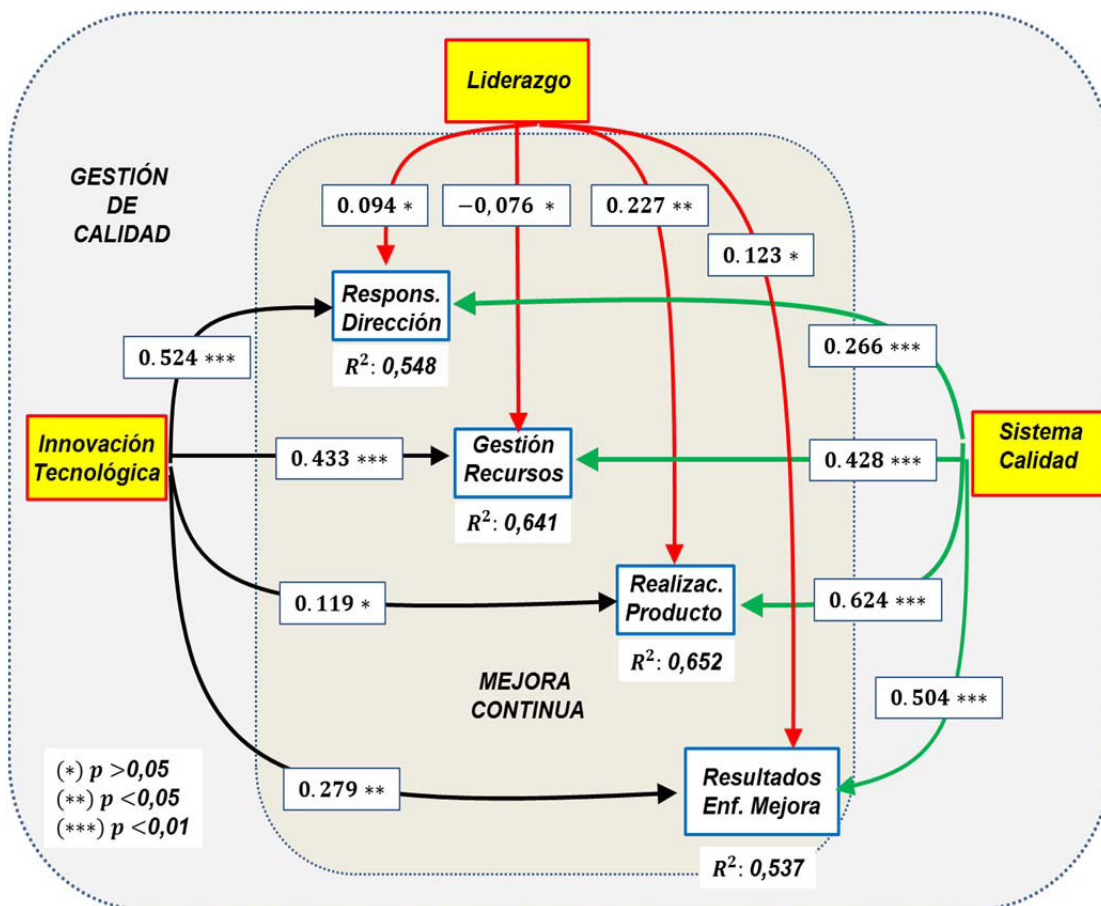 Liderazgo
GESTIÓN
DE
CALIDAD
0.094 *
−0,076 *
0.227 **
0.123 *
Respons.
Dirección
R²: 0,548
0.524 ***
0.266 ***
Innovación
Tecnológica
0.433 ***
Gestión
Recursos
R²: 0,641
0.428 ***
Sistema
Calidad
0.119 *
Realizac.
Producto
R²: 0,652
0.624 ***
MEJORA
CONTINUA
0.504 ***
(*) p >0,05
(**) p <0,05
(***) p <0,01
0.279 **
Resultados
Enf. Mejora
R²: 0,537